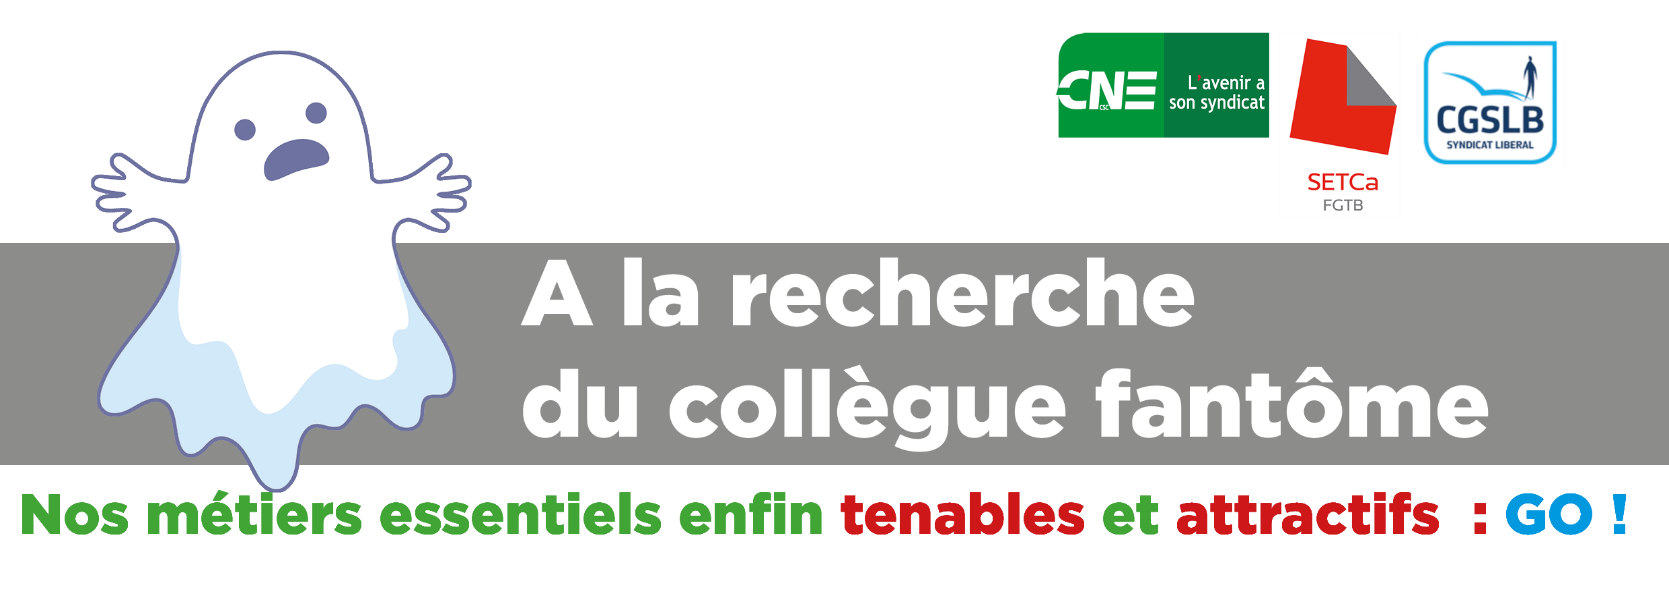 CNE
CSC
L'avenir a
son syndicat
SETCa
FGTB
CGSLB
SYNDICAT LIBERAL
A la recherche
du collègue fantôme
Nos métiers essentiels enfin tenables et attractifs : GO !